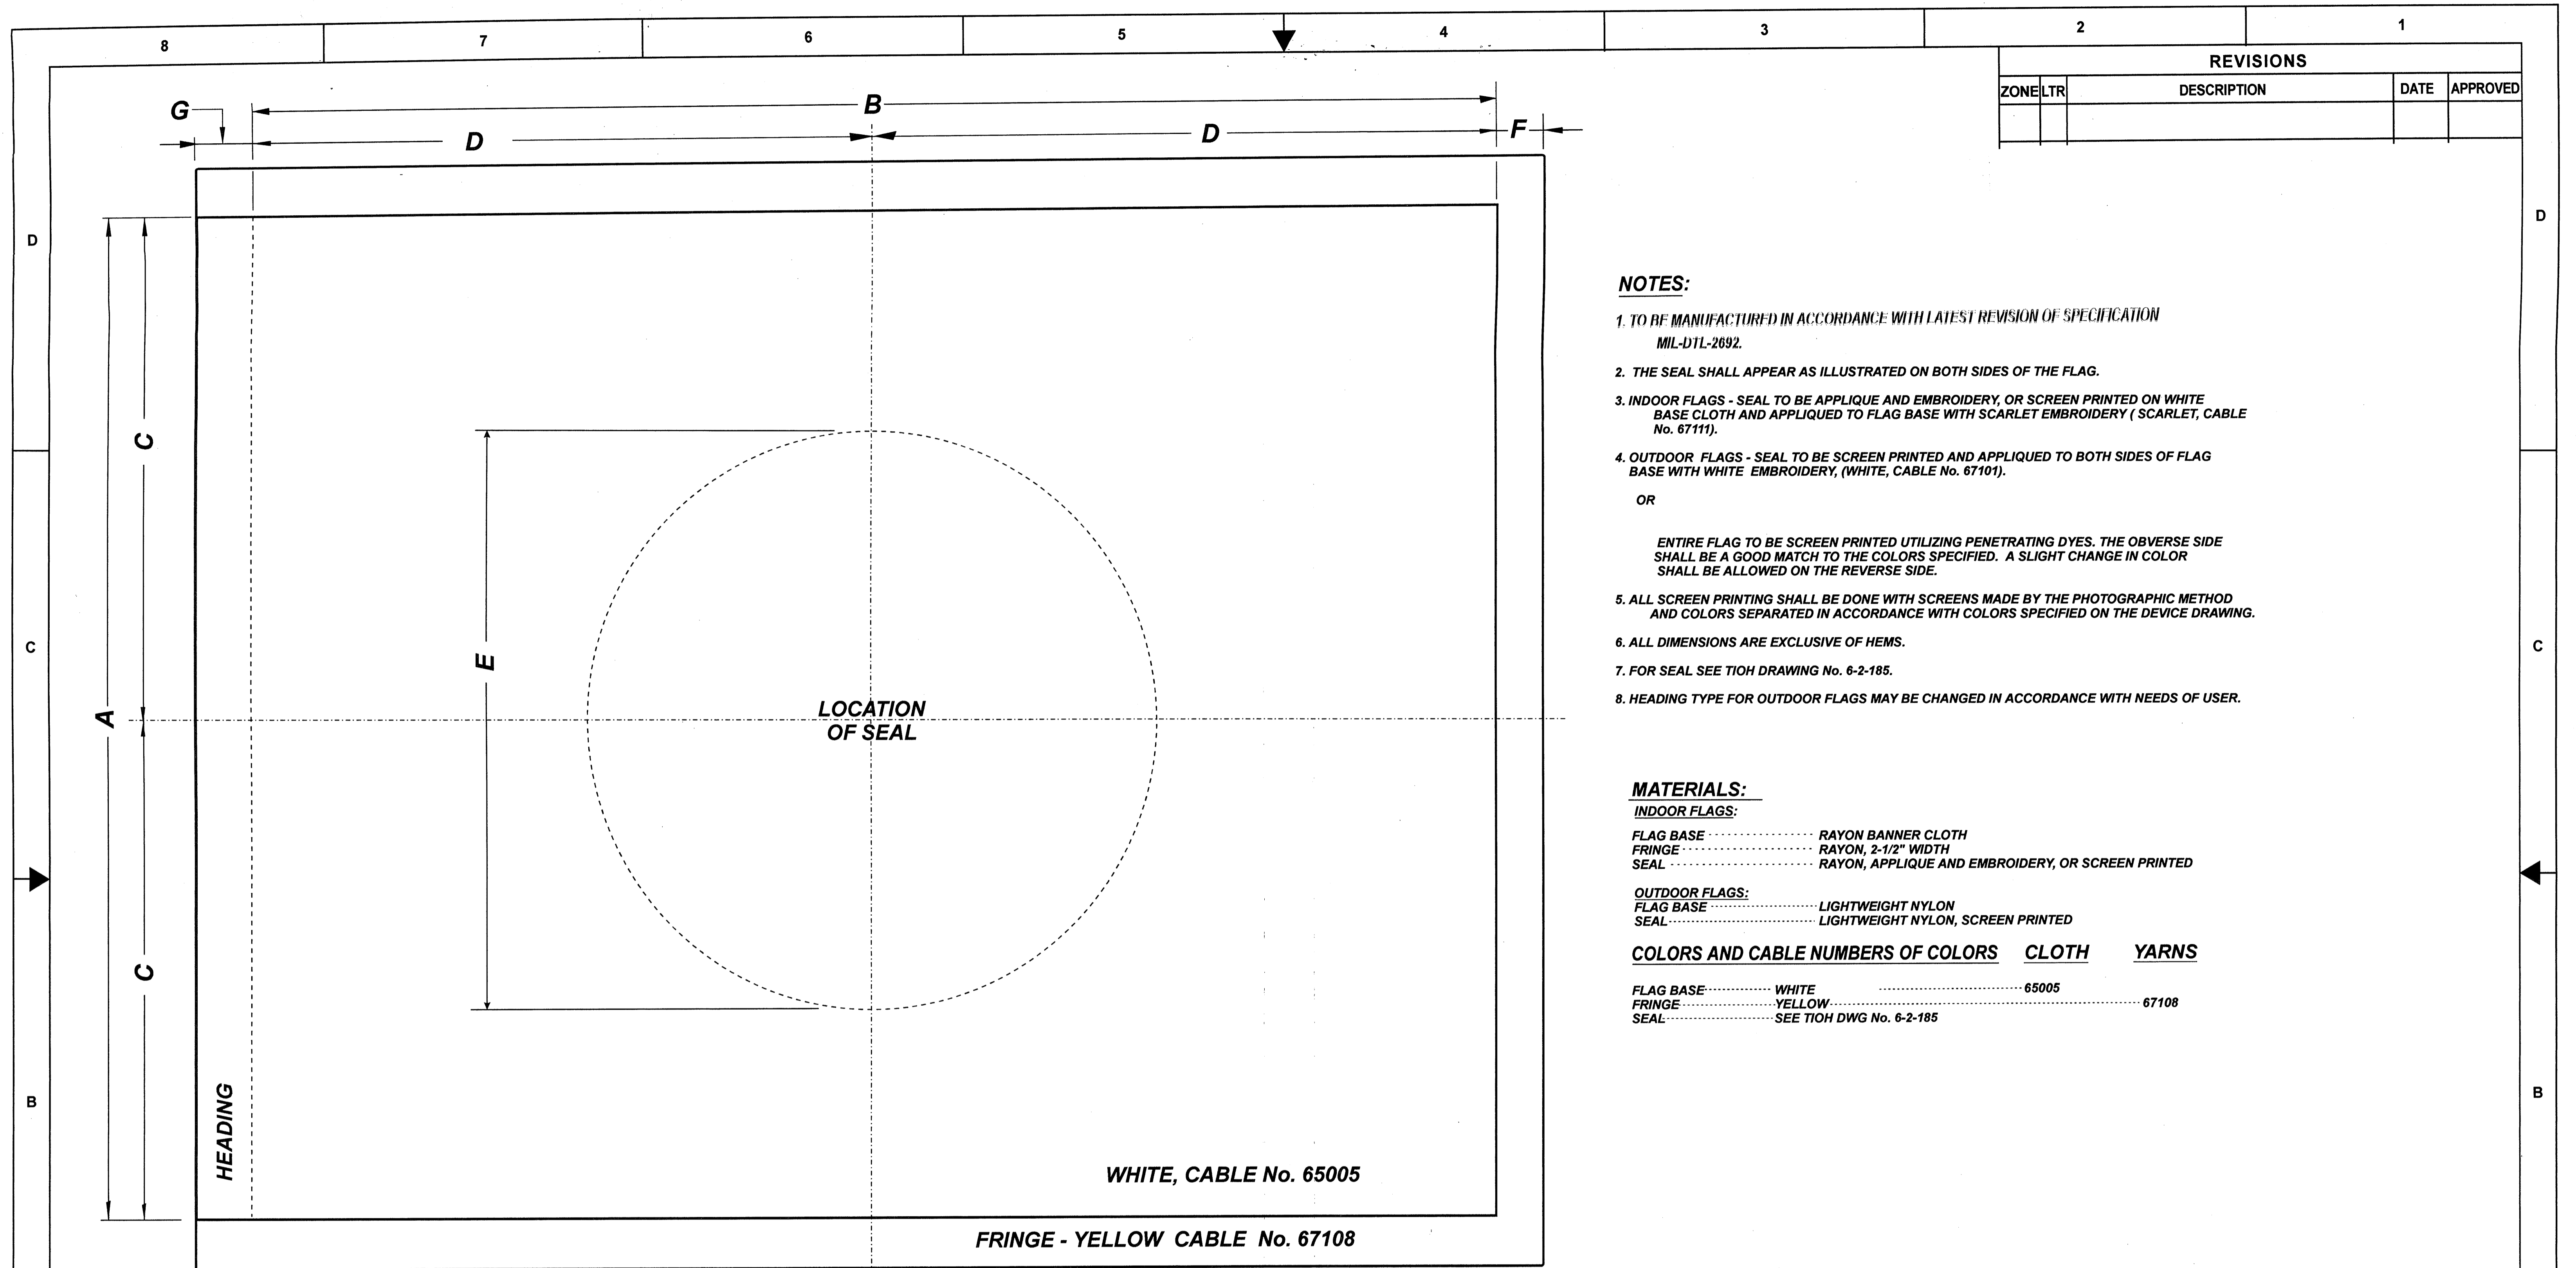 8 7 6 5 4 3 2 1
REVISIONS
ZONE LTR DESCRIPTION DATE APPROVED
G B
D D F
D D
C
E
A
C
C C
B B
LOCATION
OF SEAL
HEADING
WHITE, CABLE No. 65005
FRINGE - YELLOW CABLE No. 67108
NOTES:
1. TO BE MANUFACTURED IN ACCORDANCE WITH LATEST REVISION OF SPECIFICATION
MIL-DTL-2692.
2. THE SEAL SHALL APPEAR AS ILLUSTRATED ON BOTH SIDES OF THE FLAG.
3. INDOOR FLAGS - SEAL TO BE APPLIQUE AND EMBROIDERY, OR SCREEN PRINTED ON WHITE
BASE CLOTH AND APPLIQUED TO FLAG BASE WITH SCARLET EMBROIDERY ( SCARLET, CABLE
No. 67111).
4. OUTDOOR FLAGS - SEAL TO BE SCREEN PRINTED AND APPLIQUED TO BOTH SIDES OF FLAG
BASE WITH WHITE EMBROIDERY, (WHITE, CABLE No. 67101).
OR
ENTIRE FLAG TO BE SCREEN PRINTED UTILIZING PENETRATING DYES. THE OBVERSE SIDE
SHALL BE A GOOD MATCH TO THE COLORS SPECIFIED. A SLIGHT CHANGE IN COLOR
SHALL BE ALLOWED ON THE REVERSE SIDE.
5. ALL SCREEN PRINTING SHALL BE DONE WITH SCREENS MADE BY THE PHOTOGRAPHIC METHOD
AND COLORS SEPARATED IN ACCORDANCE WITH COLORS SPECIFIED ON THE DEVICE DRAWING.
6. ALL DIMENSIONS ARE EXCLUSIVE OF HEMS.
7. FOR SEAL SEE TIOH DRAWING No. 6-2-185.
8. HEADING TYPE FOR OUTDOOR FLAGS MAY BE CHANGED IN ACCORDANCE WITH NEEDS OF USER.
MATERIALS:
INDOOR FLAGS:
FLAG BASE RAYON BANNER CLOTH
FRINGE RAYON, 2-1/2" WIDTH
SEAL RAYON, APPLIQUE AND EMBROIDERY, OR SCREEN PRINTED
OUTDOOR FLAGS:
FLAG BASE LIGHTWEIGHT NYLON
SEAL LIGHTWEIGHT NYLON, SCREEN PRINTED
COLORS AND CABLE NUMBERS OF COLORS CLOTH YARNS
FLAG BASE WHITE 65005
FRINGE YELLOW 67108
SEAL SEE TIOH DWG No. 6-2-185